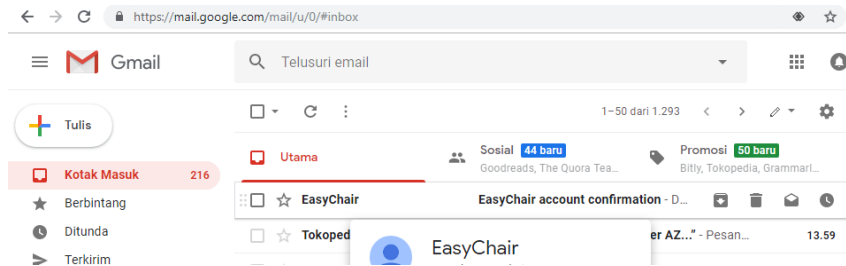 https://mail.google.com/mail/u/0/#inbox
Gmail
Telusuri email
Tulis
1–50 dari 1.293
Utama
Sosial 44 baru
Goodreads, The Quora Tea...
Promosi 50 baru
Bitly, Tokopedia, Grammarl...
Kotak Masuk 216
EasyChair EasyChair account confirmation - D...
Berbintang
Ditunda
Tokoped er AZ..." - Pesan... 13.59
EasyChair
Terkirim